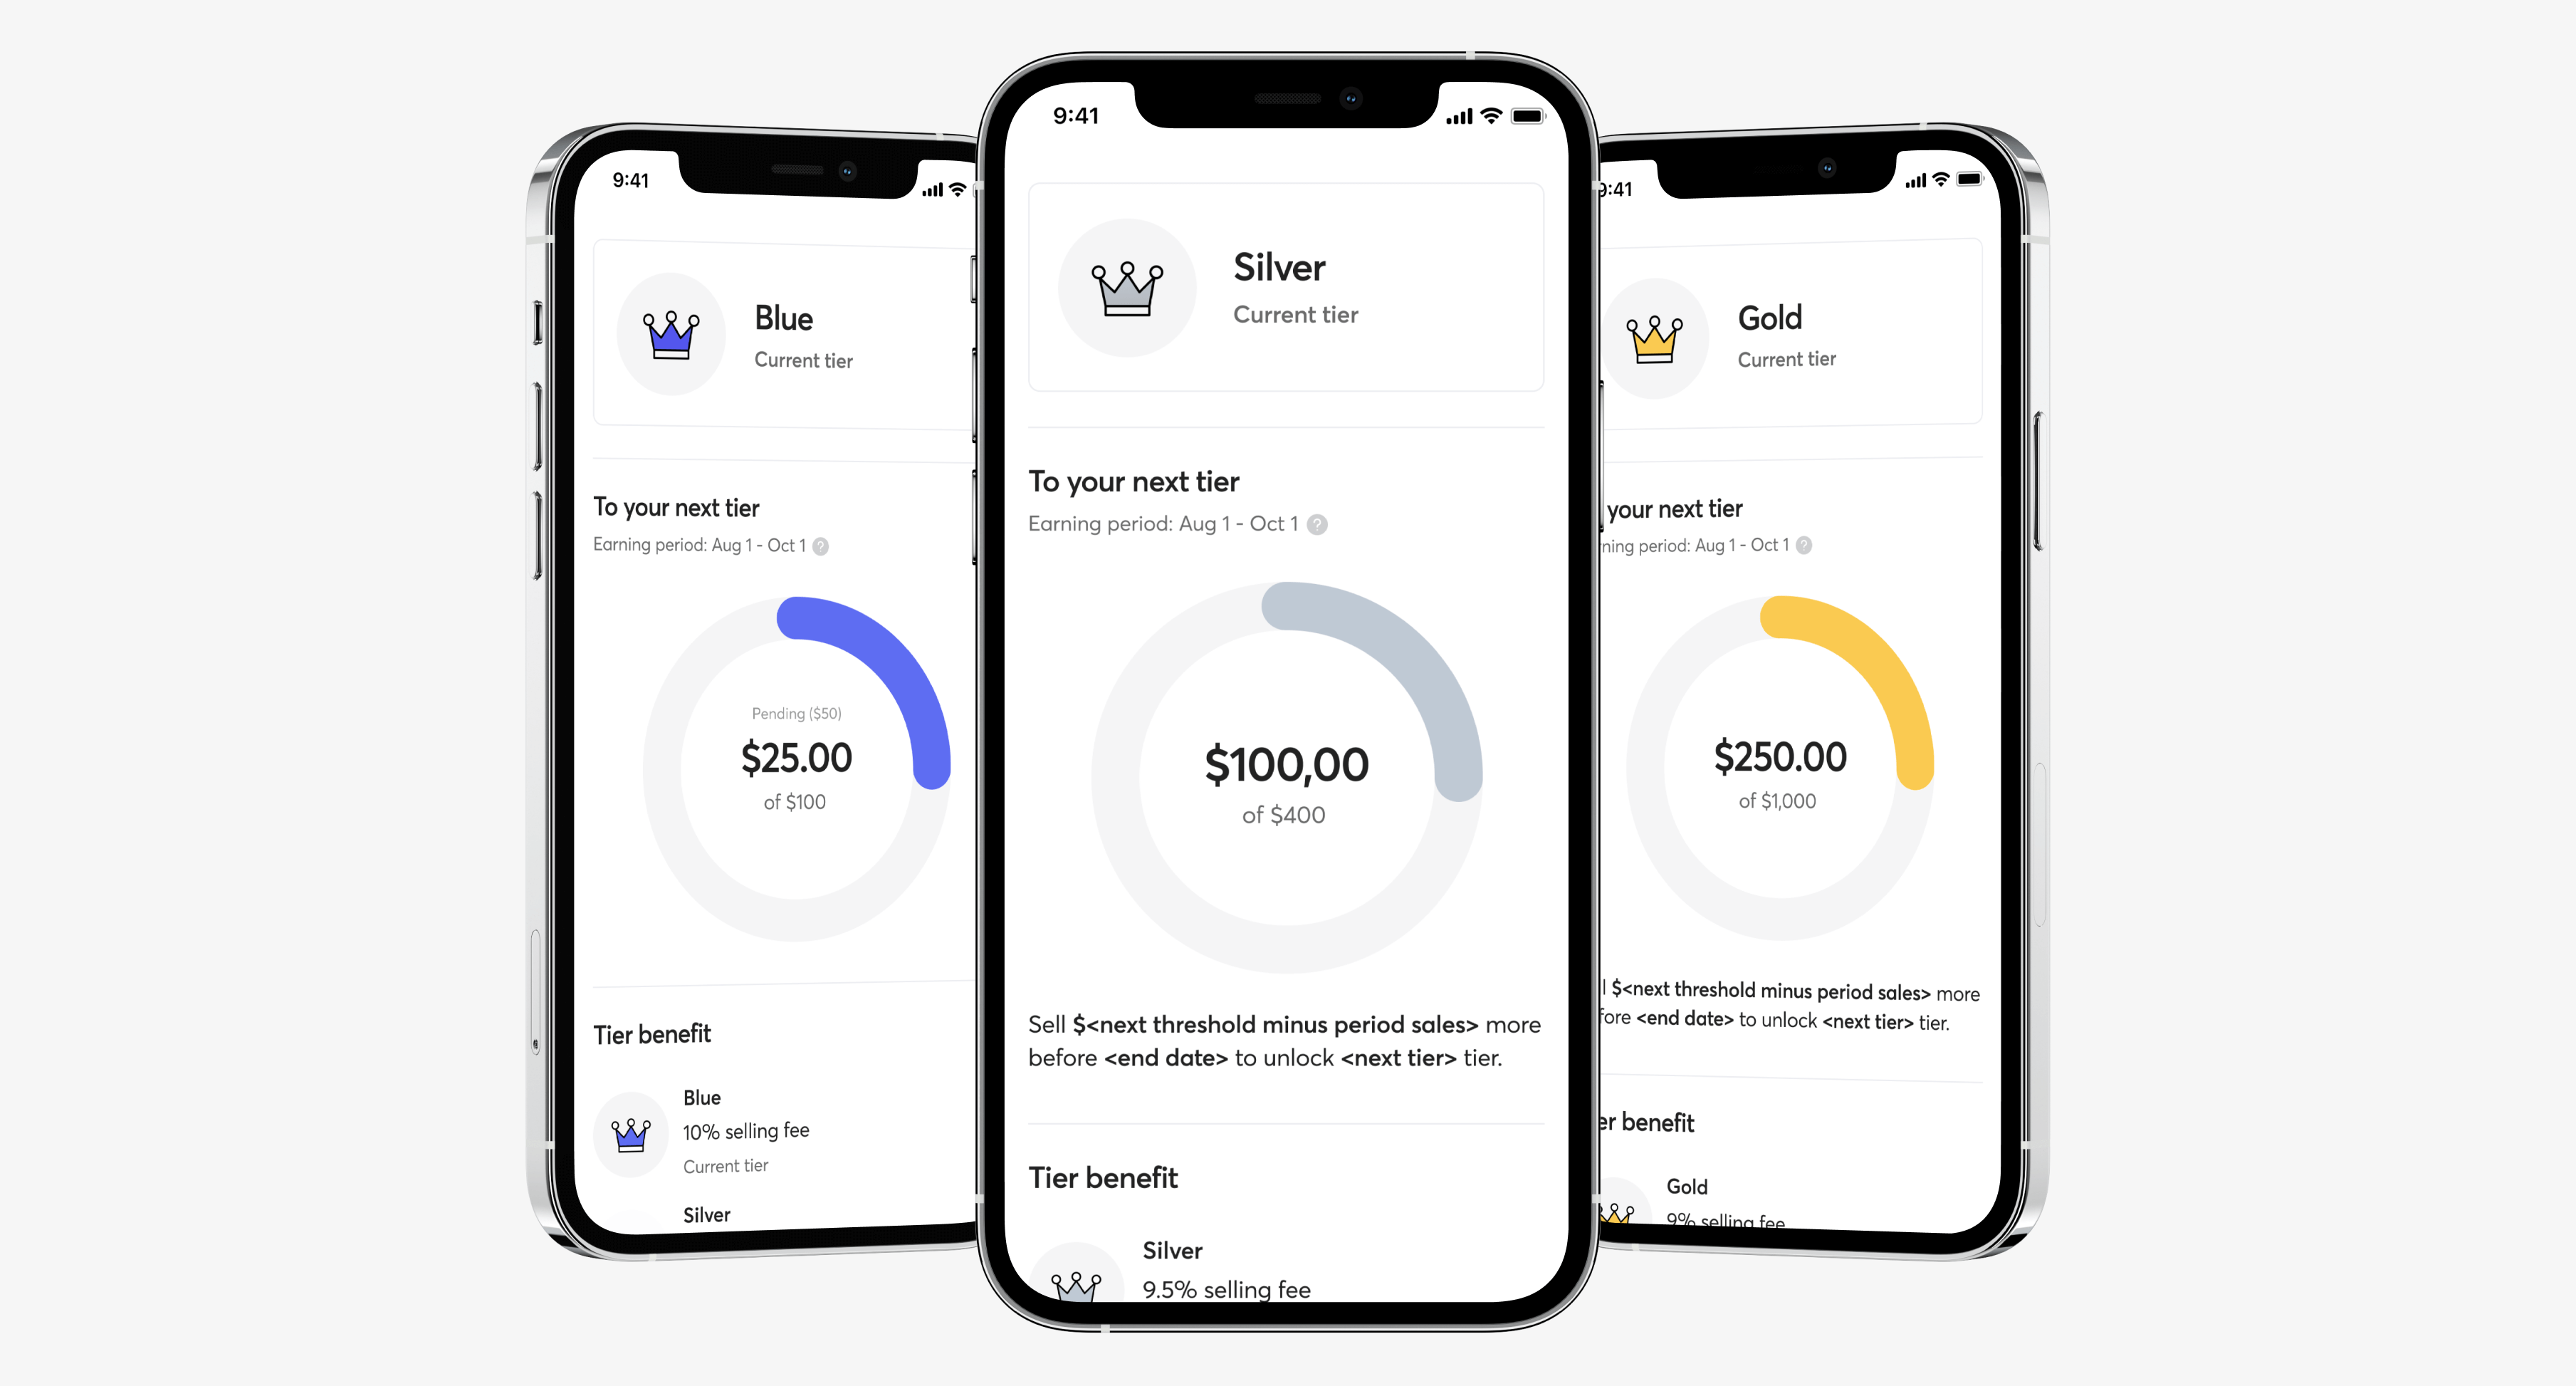 9:41
Blue
Current tier
To your next tier
Earning period: Aug 1 - Oct 1 ?
Pending ($50)
$25.00
of $100
Tier benefit
Blue
10% selling fee
Current tier
Silver
9:41
Silver
Current tier
To your next tier
Earning period: Aug 1 - Oct 1 ?
$100,00
of $400
Sell $<next threshold minus period sales> more
before <end date> to unlock <next tier> tier.
Tier benefit
Silver
9.5% selling fee
9:41
Gold
Current tier
your next tier
period: Aug 1 - Oct 1 ?
$250.00
of $1,000
$<next threshold minus period sales> more
<end date> to unlock <next tier> tier.
benefit
Gold
9% selling fee